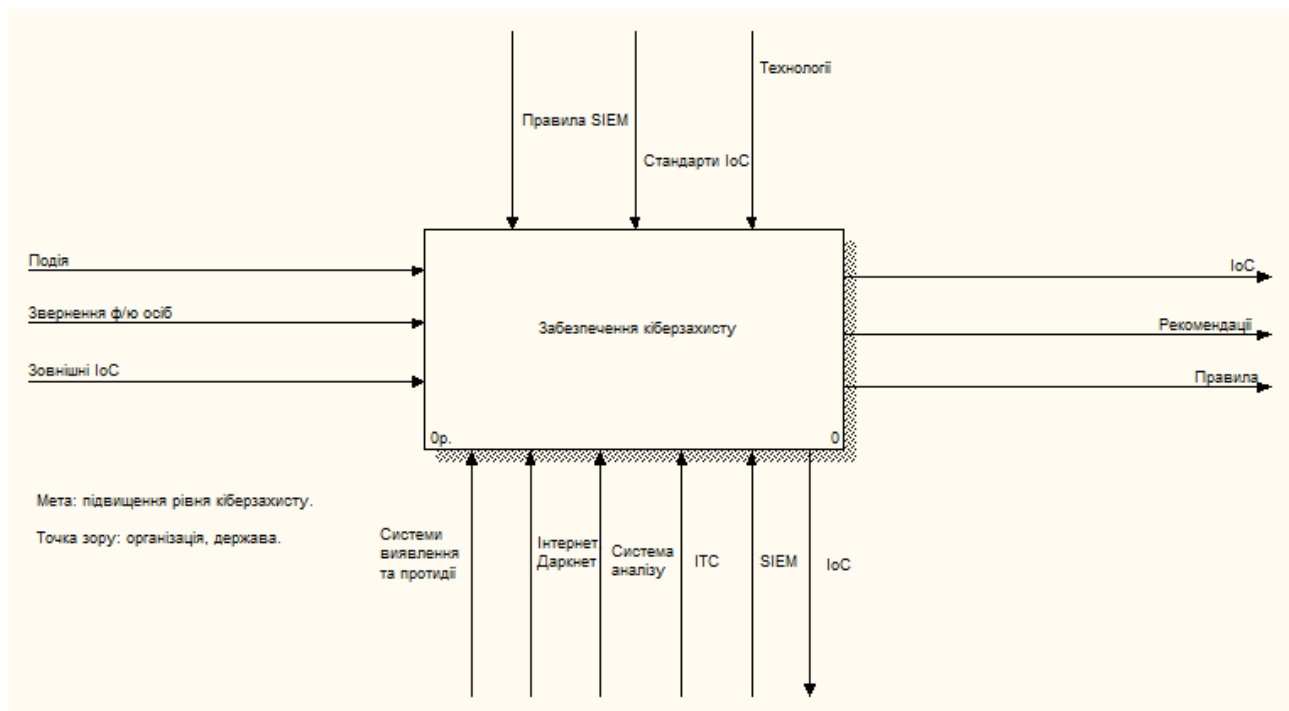 Технології
Правила SIEM
Стандарти IoC
Подія
Звернення ф/ю осіб
Зовнішні IoC
Забезпечення кіберзахисту
0р.
0
IoC
Рекомендації
Правила
Мета: підвищення рівня кіберзахисту.
Точка зору: організація, держава.
Системи
виявлення
та протидії
Інтернет
Даркнет
Система
аналізу
ІТС
SIEM
IoC